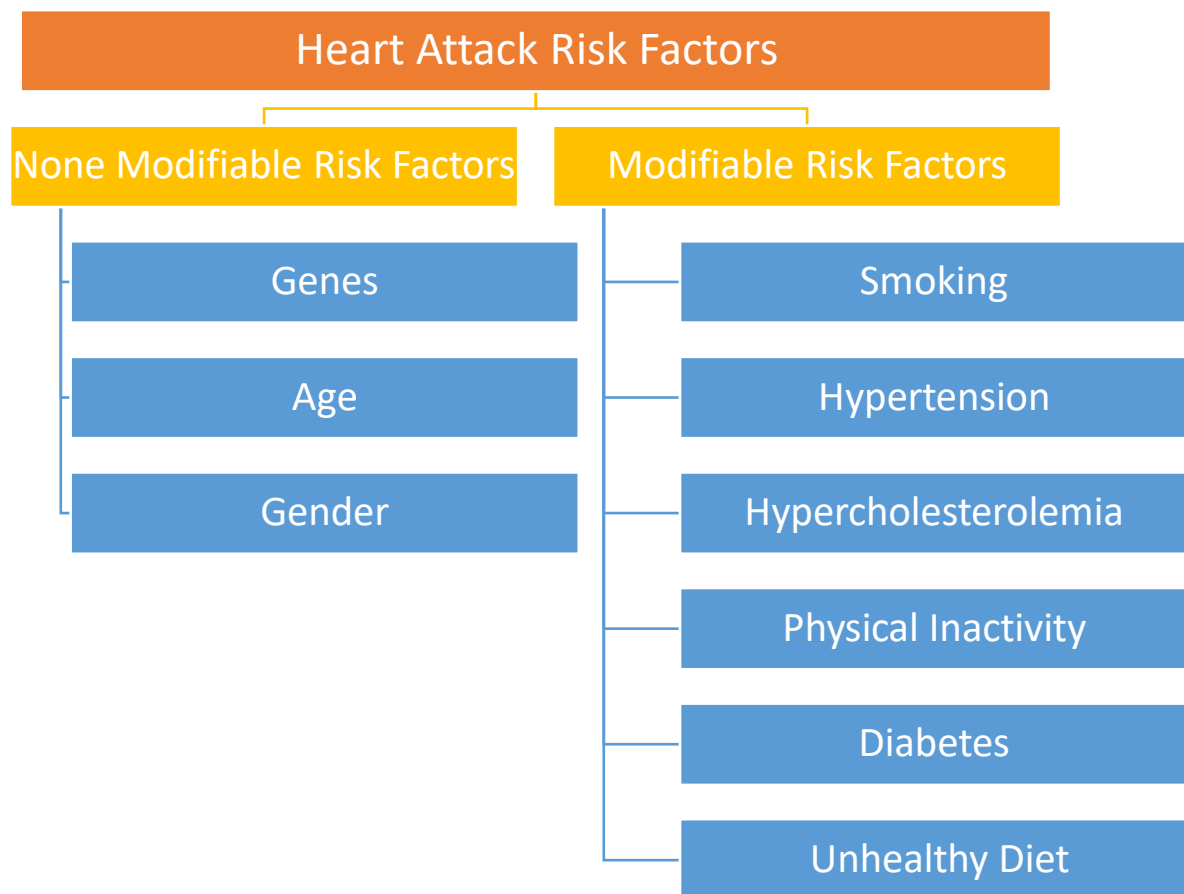 Heart Attack Risk Factors
None Modifiable Risk Factors
Genes
Age
Gender
Modifiable Risk Factors
Smoking
Hypertension
Hypercholesterolemia
Physical Inactivity
Diabetes
Unhealthy Diet